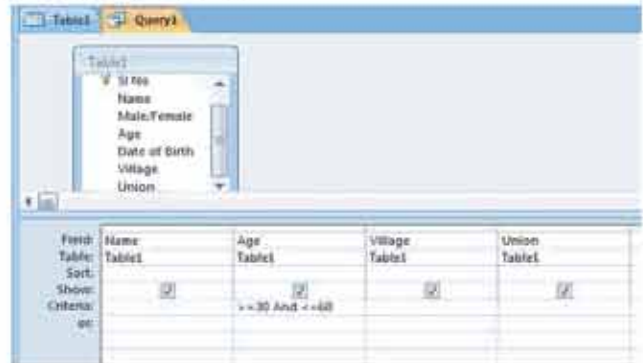 Table1 Query1
Table1
Sl No
Name
Male/Female
Age
Date of Birth
Village
Union
Field: Name Age Village Union
Table: Table1 Table1 Table1 Table1
Sort:
Show:
Criteria: >=30 And <=60
or: